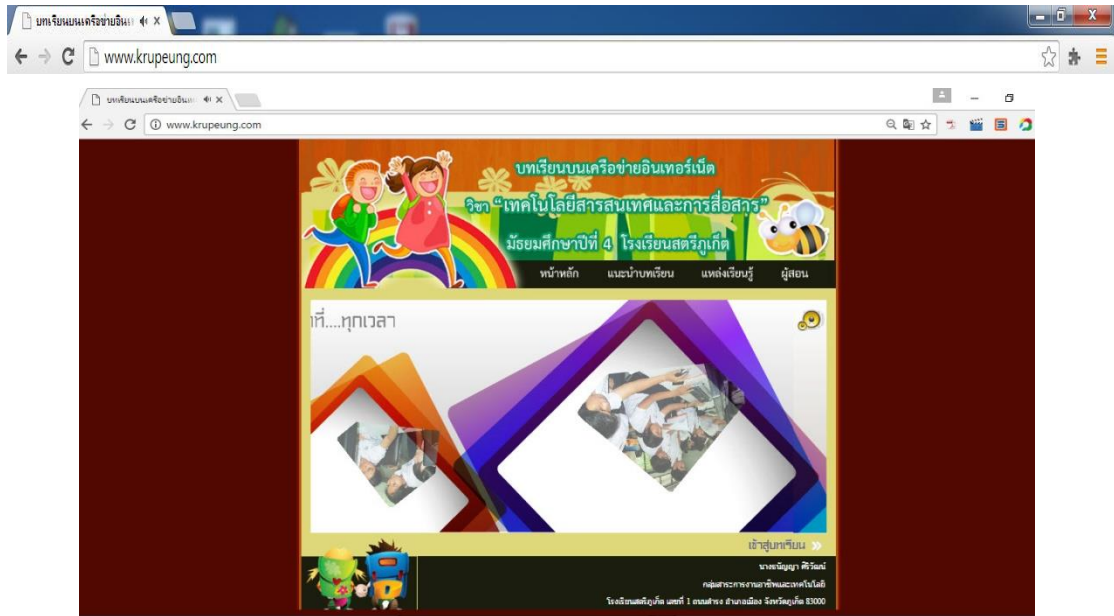 บทเรียนบนเครือข่ายอินเ
www.krupeung.com
บทเรียนบนเครือข่ายอินเ
www.krupeung.com
บทเรียนบนเครือข่ายอินเทอร์เน็ต
วิชา “เทคโนโลยีสารสนเทศและการสื่อสาร”
มัธยมศึกษาปีที่ 4 โรงเรียนสตรีภูเก็ต
หน้าหลัก แนะนำบทเรียน แหล่งเรียนรู้ ผู้สอน
าที่....ทุกเวลา
เข้าสู่บทเรียน »
กลุ่มสาระการงานอาชีพและเทคโนโลยี
โรงเรียนสตรีภูเก็ต เลขที่ 1 ถนนดำรง อำเภอเมือง จังหวัดภูเก็ต 83000